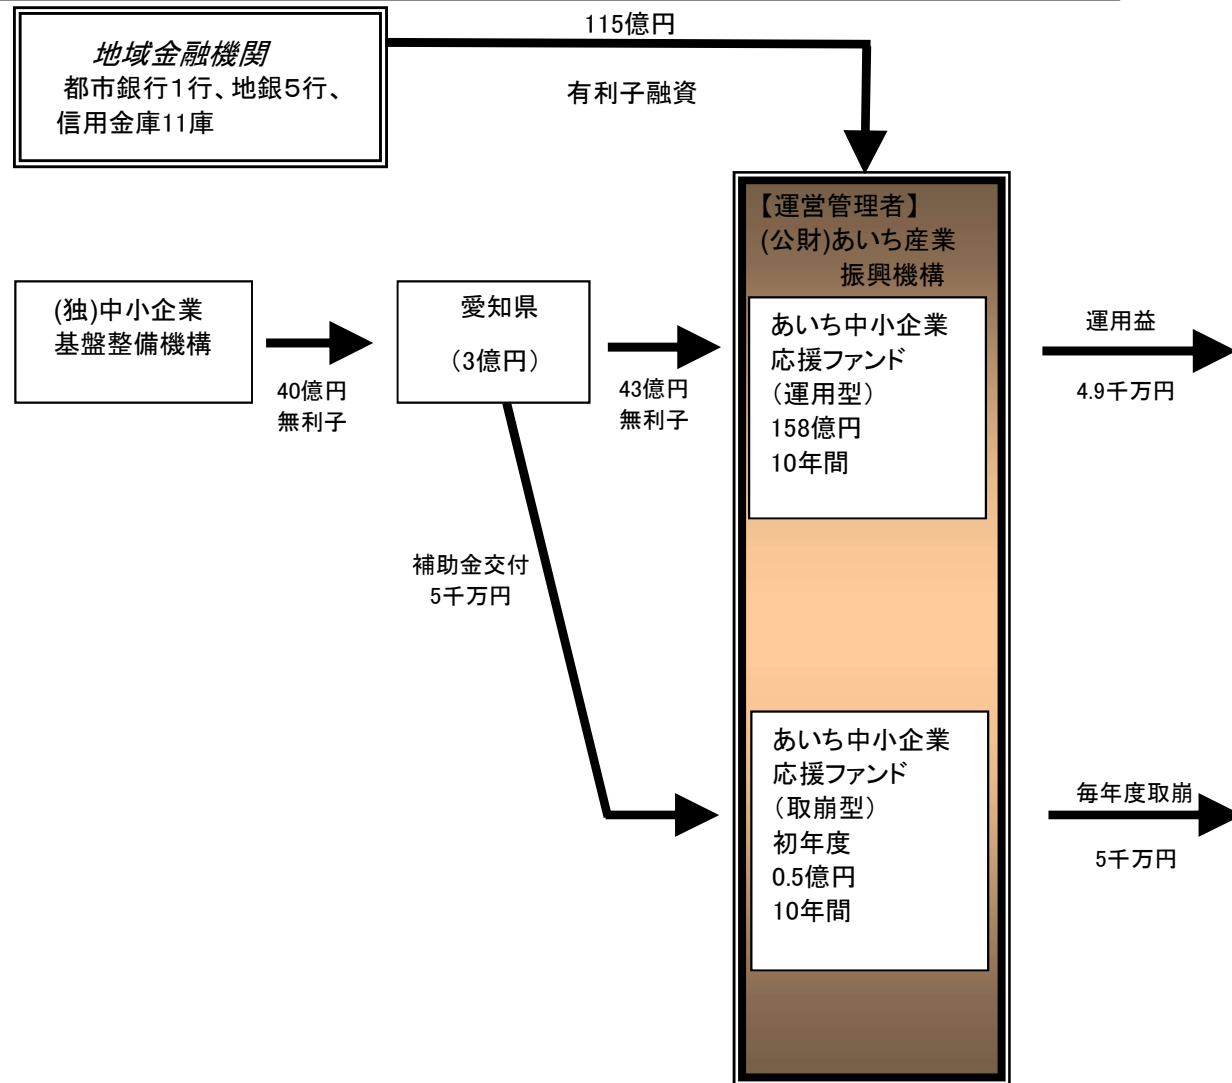 115億円
地域金融機関
都市銀行1行、地銀5行、
信用金庫11庫
有利子融資
【運営管理者】
(公財)あいち産業
振興機構
(独)中小企業
基盤整備機構
40億円
無利子
愛知県
（3億円）
43億円
無利子
あいち中小企業
応援ファンド
（運用型）
158億円
10年間
運用益
4.9千万円
補助金交付
5千万円
あいち中小企業
応援ファンド
（取崩型）
初年度
0.5億円
10年間
毎年度取崩
5千万円